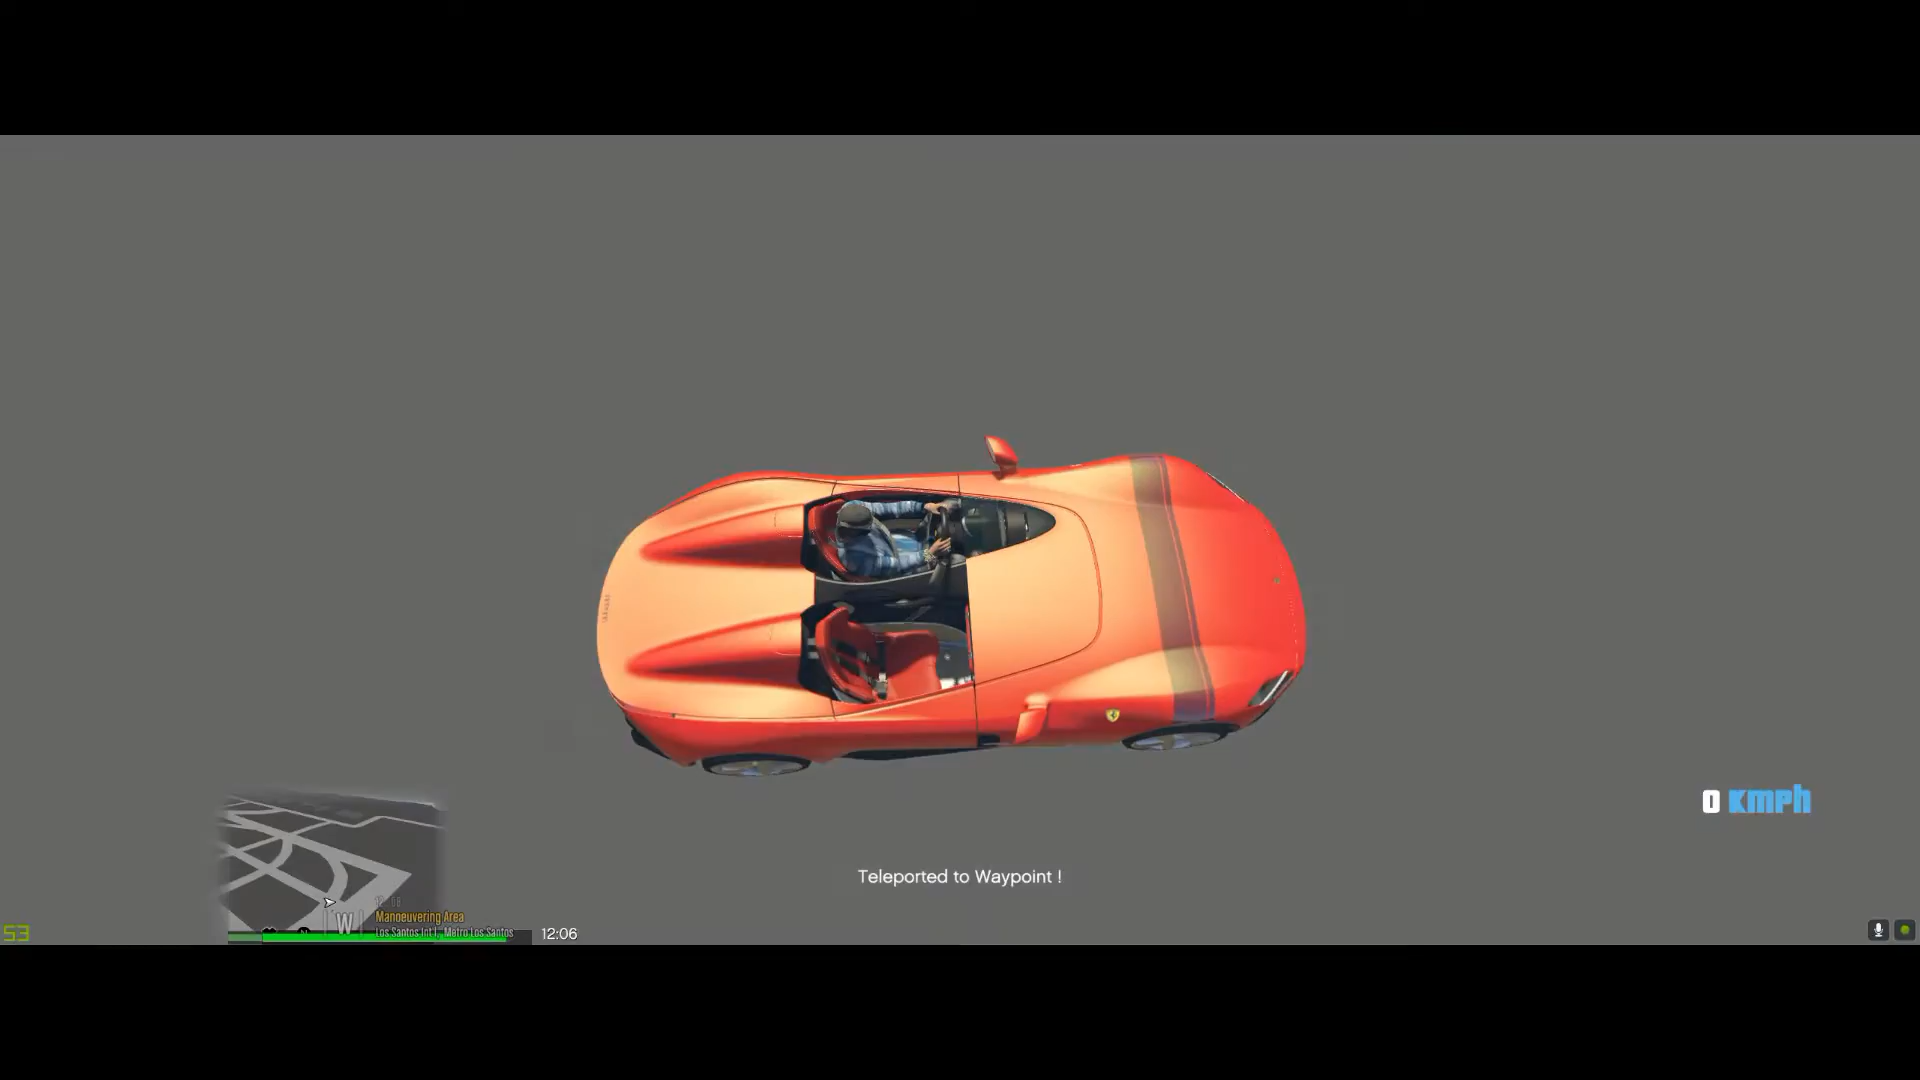 0 kmph
Teleported to Waypoint !
W
Manoeuvering Area
Los Santos Int'l, Metro Los Santos
53
12:06